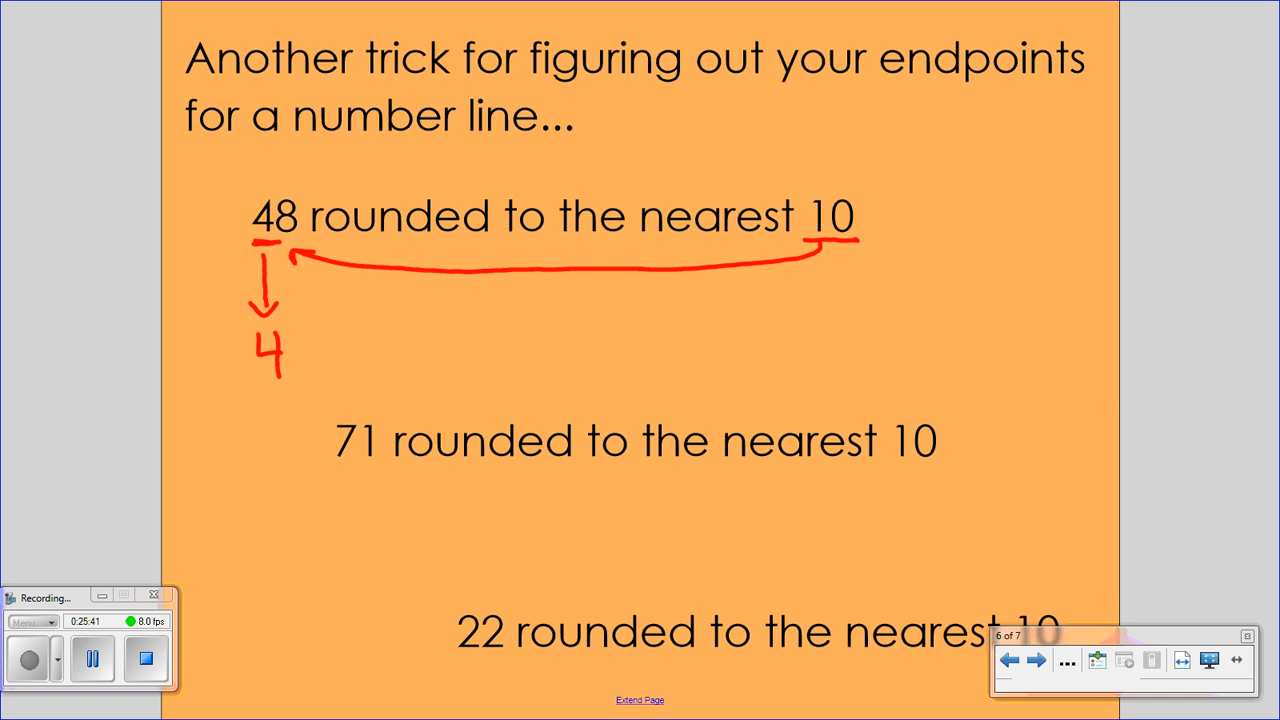 Another trick for figuring out your endpoints
for a number line...
48 rounded to the nearest 10
4
71 rounded to the nearest 10
22 rounded to the nearest 10
Recording...
Menu
0:25:41
8.0 fps
6 of 7
...
Extend Page